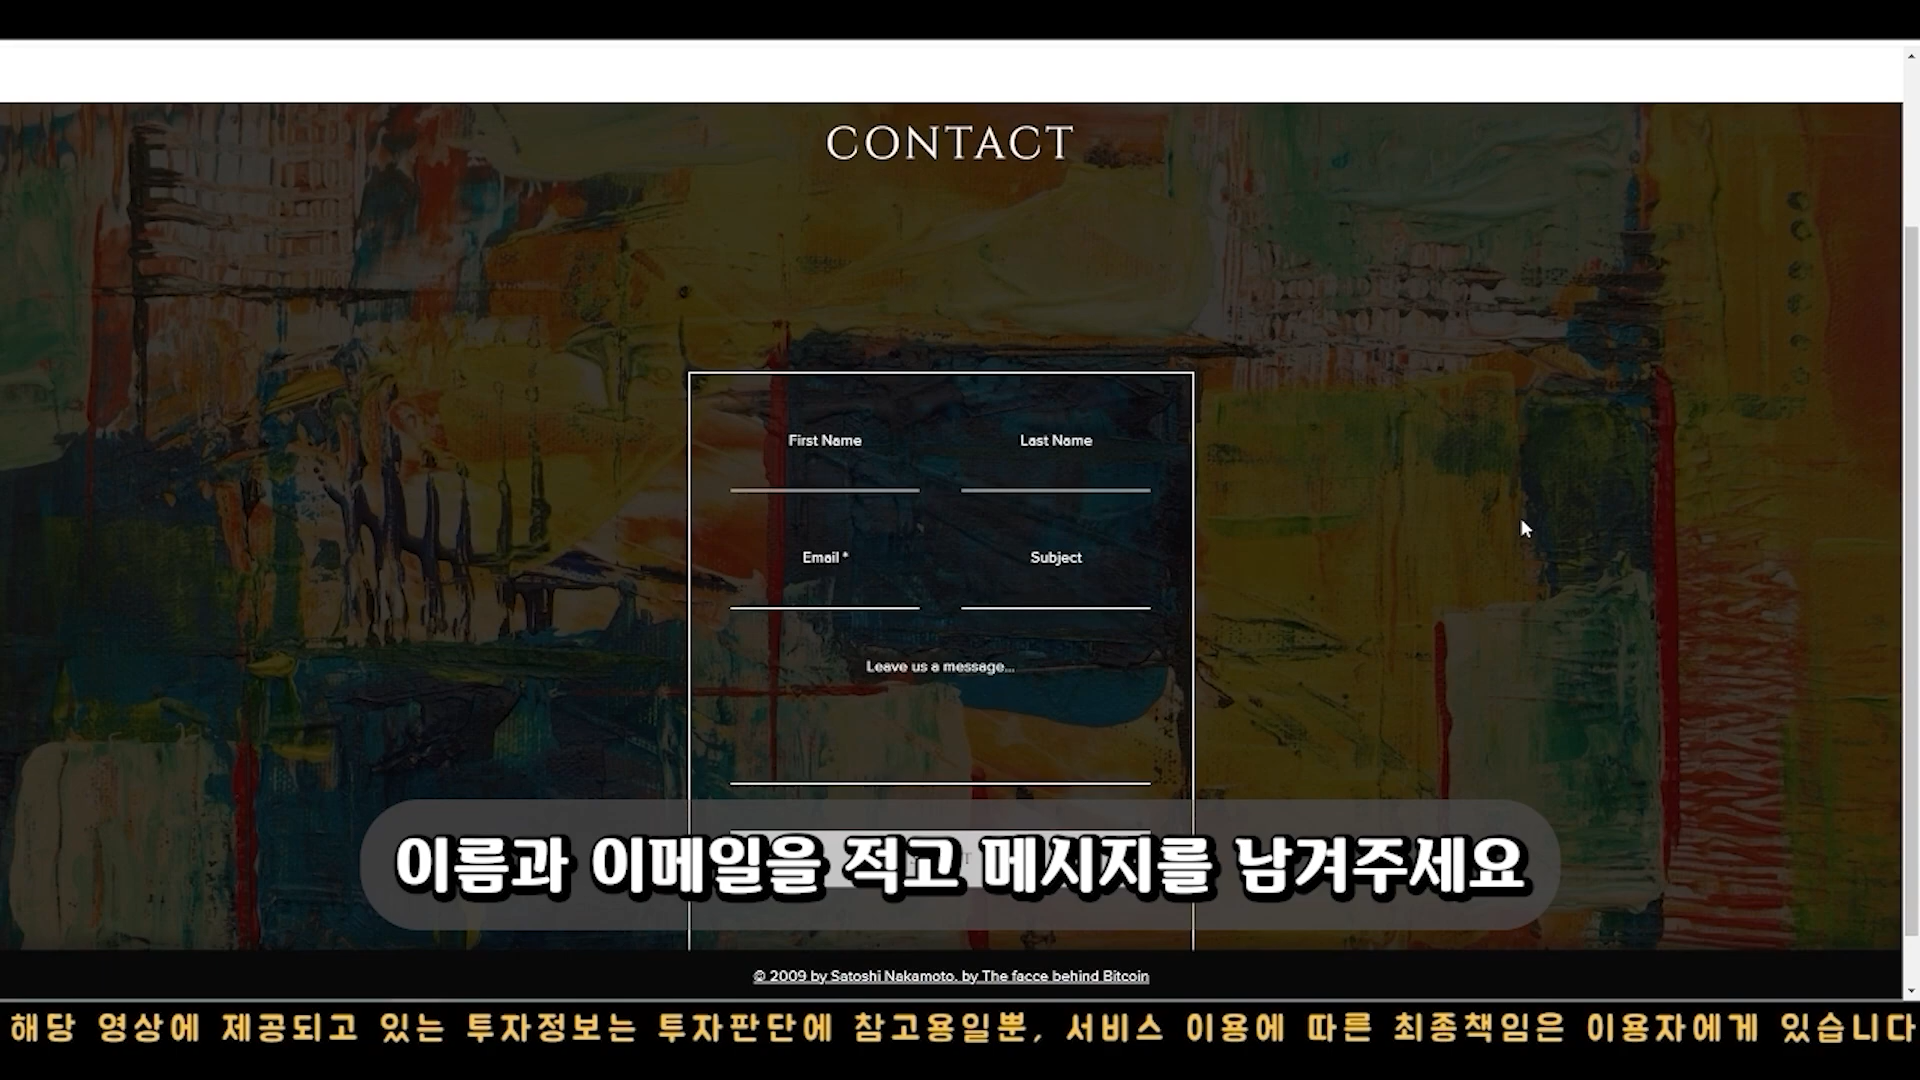 CONTACT
First Name
Last Name
Email *
Subject
Leave us a message...
이름과 이메일을 적고 메시지를 남겨주세요
© 2009 by Satoshi Nakamoto. by The facce behind Bitcoin
해당 영상에 제공되고 있는 투자정보는 투자판단에 참고용일뿐, 서비스 이용에 따른 최종책임은 이용자에게 있습니다